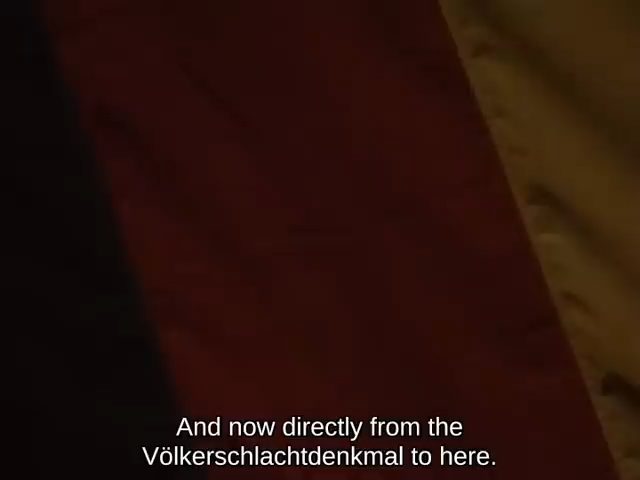 And now directly from the
Völkerschlachtdenkmal to here.